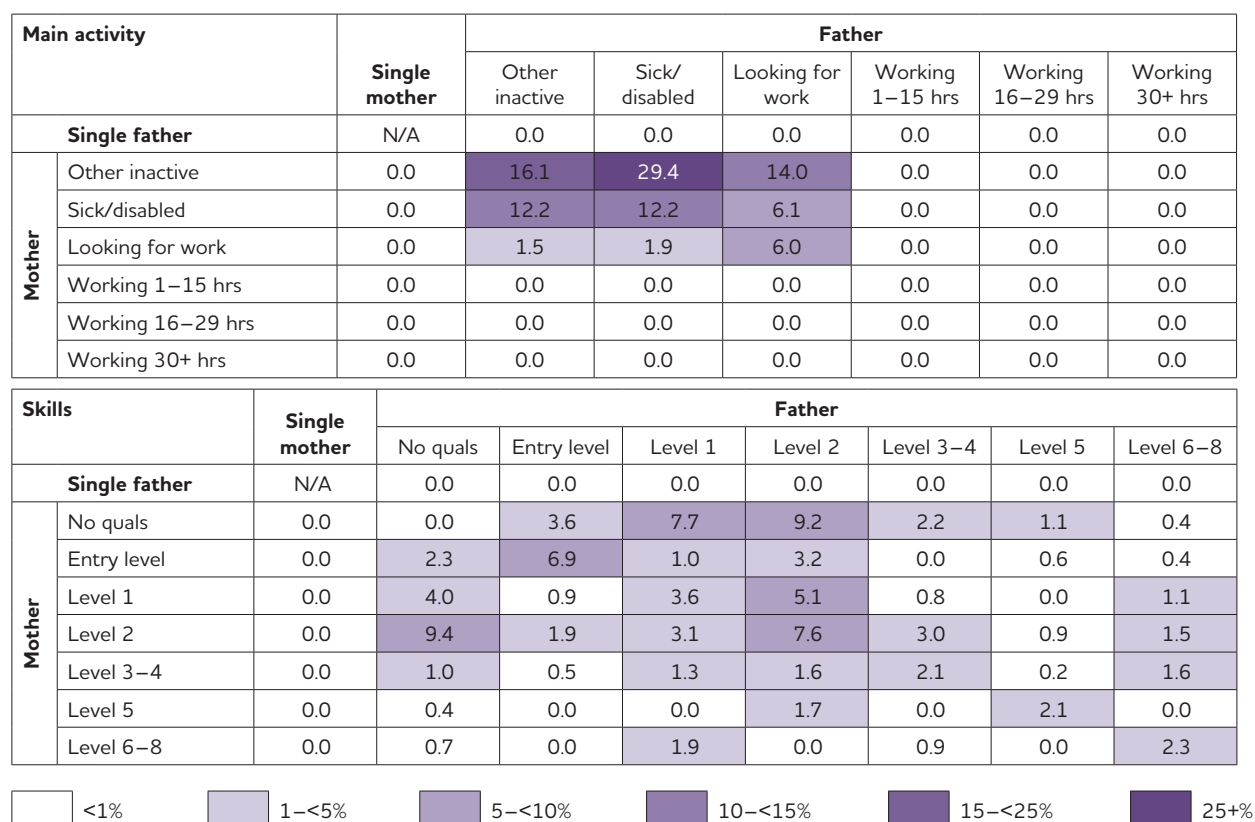 Main activity Single mother Father
Other inactive Sick/ disabled Looking for work Working 1–15 hrs Working 16–29 hrs Working 30+ hrs
Single father N/A 0.0 0.0 0.0 0.0 0.0 0.0
Mother
Other inactive 0.0 16.1 29.4 14.0 0.0 0.0 0.0
Sick/disabled 0.0 12.2 12.2 6.1 0.0 0.0 0.0
Looking for work 0.0 1.5 1.9 6.0 0.0 0.0 0.0
Working 1–15 hrs 0.0 0.0 0.0 0.0 0.0 0.0 0.0
Working 16–29 hrs 0.0 0.0 0.0 0.0 0.0 0.0 0.0
Working 30+ hrs 0.0 0.0 0.0 0.0 0.0 0.0 0.0
Skills Single mother Father
No quals Entry level Level 1 Level 2 Level 3–4 Level 5 Level 6–8
Single father N/A 0.0 0.0 0.0 0.0 0.0 0.0 0.0
Mother
No quals 0.0 0.0 3.6 7.7 9.2 2.2 1.1 0.4
Entry level 0.0 2.3 6.9 1.0 3.2 0.0 0.6 0.4
Level 1 0.0 4.0 0.9 3.6 5.1 0.8 0.0 1.1
Level 2 0.0 9.4 1.9 3.1 7.6 3.0 0.9 1.5
Level 3–4 0.0 1.0 0.5 1.3 1.6 2.1 0.2 1.6
Level 5 0.0 0.4 0.0 0.0 1.7 0.0 2.1 0.0
Level 6–8 0.0 0.7 0.0 1.9 0.0 0.9 0.0 2.3
<1% 1–<5% 5–<10% 10–<15% 15–<25% 25+%